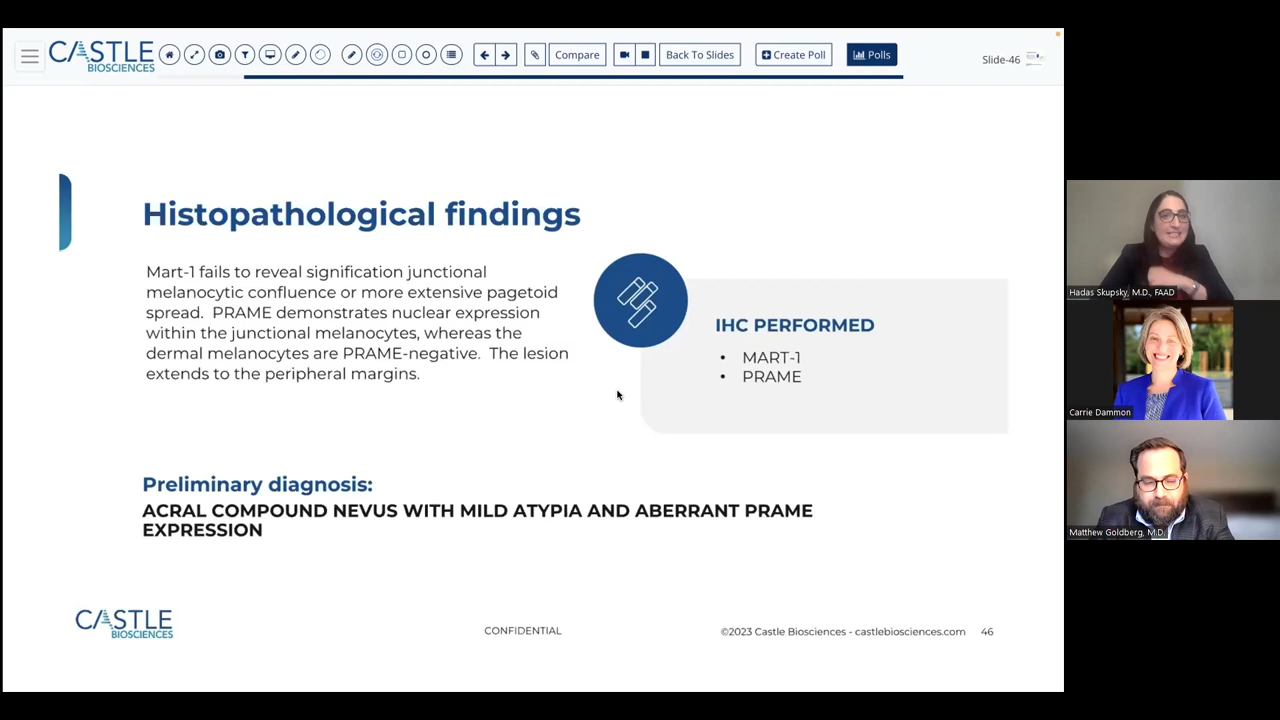 CASTLE
BIOSCIENCES
Compare
Back To Slides
Create Poll
Polls
Slide-46
Histopathological findings
Mart-1 fails to reveal signification junctional
melanocytic confluence or more extensive pagetoid
spread. PRAME demonstrates nuclear expression
within the junctional melanocytes, whereas the
dermal melanocytes are PRAME-negative. The lesion
extends to the peripheral margins.
IHC PERFORMED
• MART-1
• PRAME
Preliminary diagnosis:
ACRAL COMPOUND NEVUS WITH MILD ATYPIA AND ABERRANT PRAME
EXPRESSION
CASTLE
BIOSCIENCES
CONFIDENTIAL
©2023 Castle Biosciences - castlebiosciences.com 46
Hadas Skupsky, M.D., FAAD
Carrie Dammon
Matthew Goldberg, M.D.